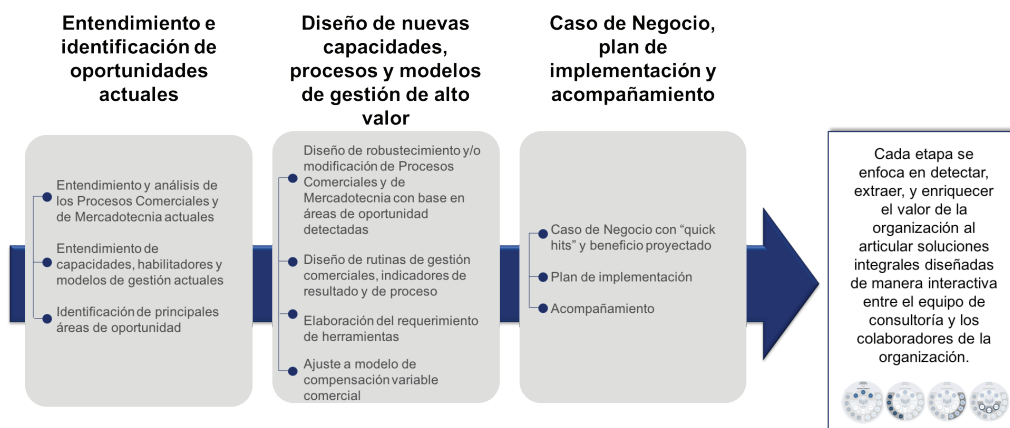 Entendimiento e
identificación de
oportunidades
actuales
Entendimiento y análisis de
los Procesos Comerciales y
de Mercadotecnia actuales
Entendimiento de
capacidades, habilitadores y
modelos de gestión actuales
Identificación de principales
áreas de oportunidad
Diseño de nuevas
capacidades,
procesos y modelos
de gestión de alto
valor
Diseño de robustecimiento y/o
modificación de Procesos
Comerciales y de
Mercadotecnia con base en
áreas de oportunidad
detectadas
Diseño de rutinas de gestión
comerciales, indicadores de
resultado y de proceso
Elaboración del requerimiento
de herramientas
Ajuste a modelo de
compensación variable
comercial
Caso de Negocio,
plan de
implementación y
acompañamiento
Caso de Negocio con “quick
hits” y beneficio proyectado
Plan de implementación
Acompañamiento
Cada etapa se
enfoca en detectar,
extraer, y enriquecer
el valor de la
organización al
articular soluciones
integrales diseñadas
de manera interactiva
entre el equipo de
consultoría y los
colaboradores de la
organización.